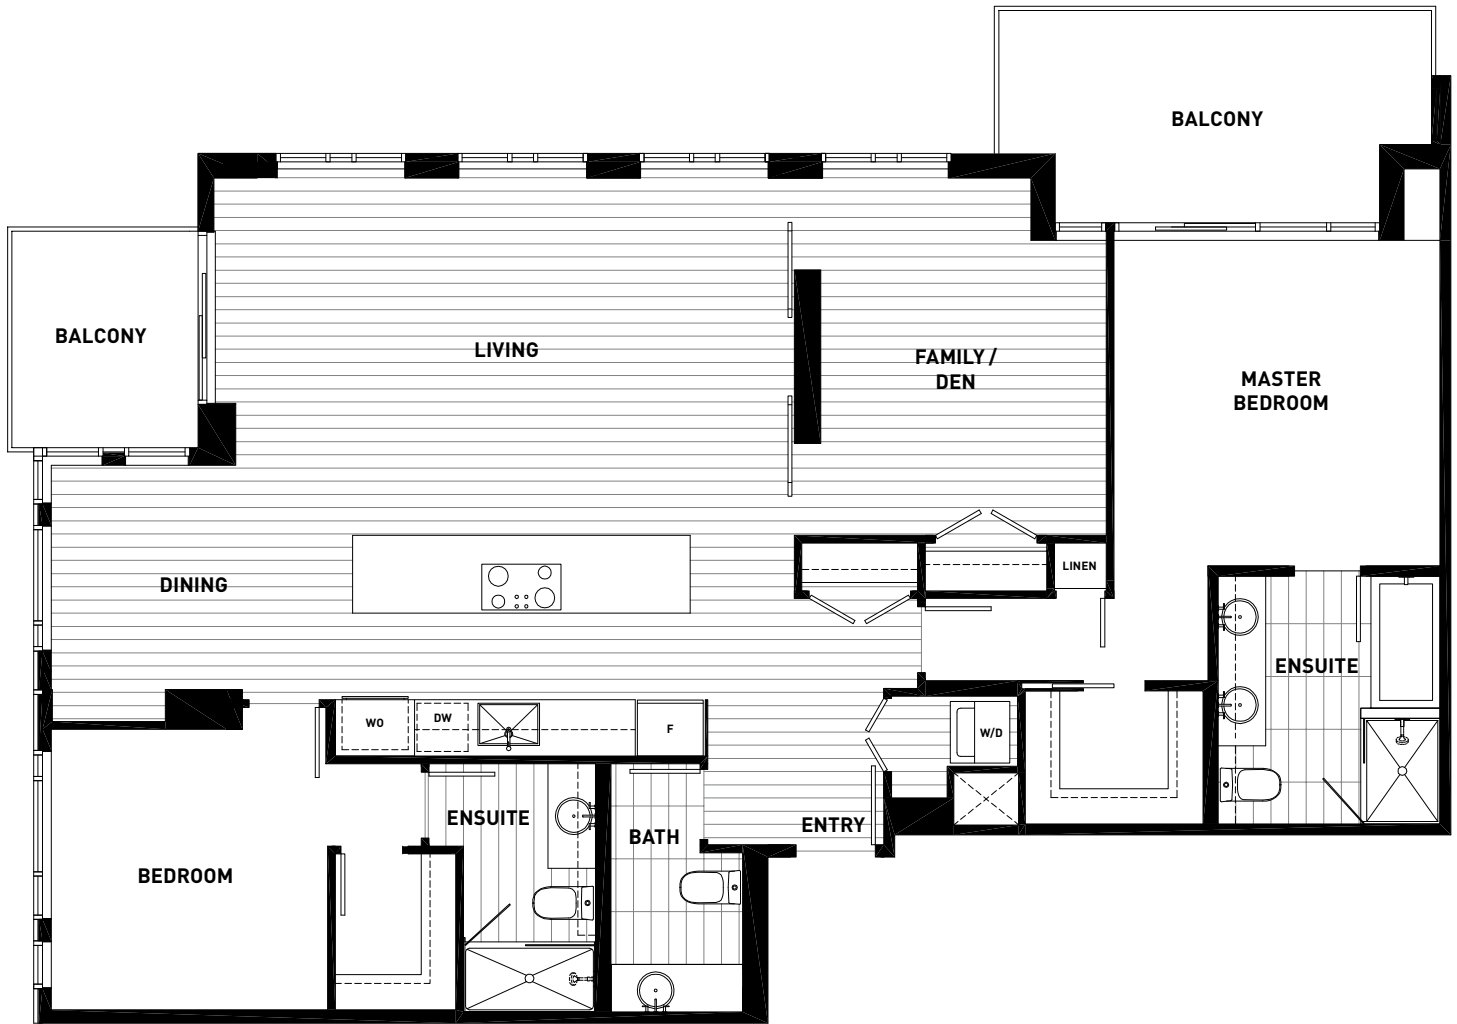 BALCONY
BALCONY
LIVING
FAMILY /
DEN
MASTER
BEDROOM
LINEN
DINING
ENSUITE
WO
DW
F
W/D
ENSUITE
BATH
ENTRY
BEDROOM